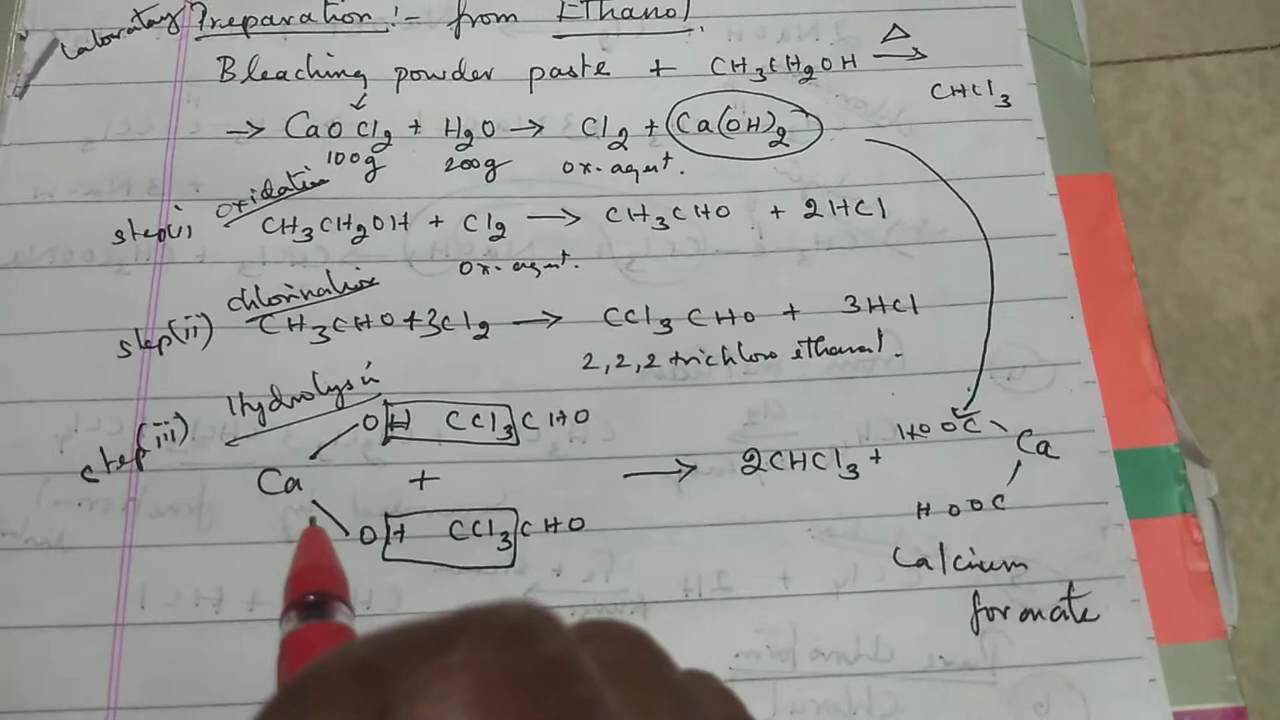 Laboratory Preparation :- from Ethanol.
Bleaching powder paste + CH3CH2OH —Δ→ CHCl3
→ CaOCl2 + H2O → Cl2 + Ca(OH)2
100g 200g ox. agent.
step(i) oxidation
CH3CH2OH + Cl2 → CH3CHO + 2HCl
ox. agent.
step(ii) chlorination
CH3CHO + 3Cl2 → CCl3CHO + 3HCl
2,2,2 trichloro ethanal.
step(iii) Hydrolysis
OH CCl3CHO
HOOC
Ca + → 2CHCl3 + Ca
HOOC
OH CCl3CHO
Calcium
formate